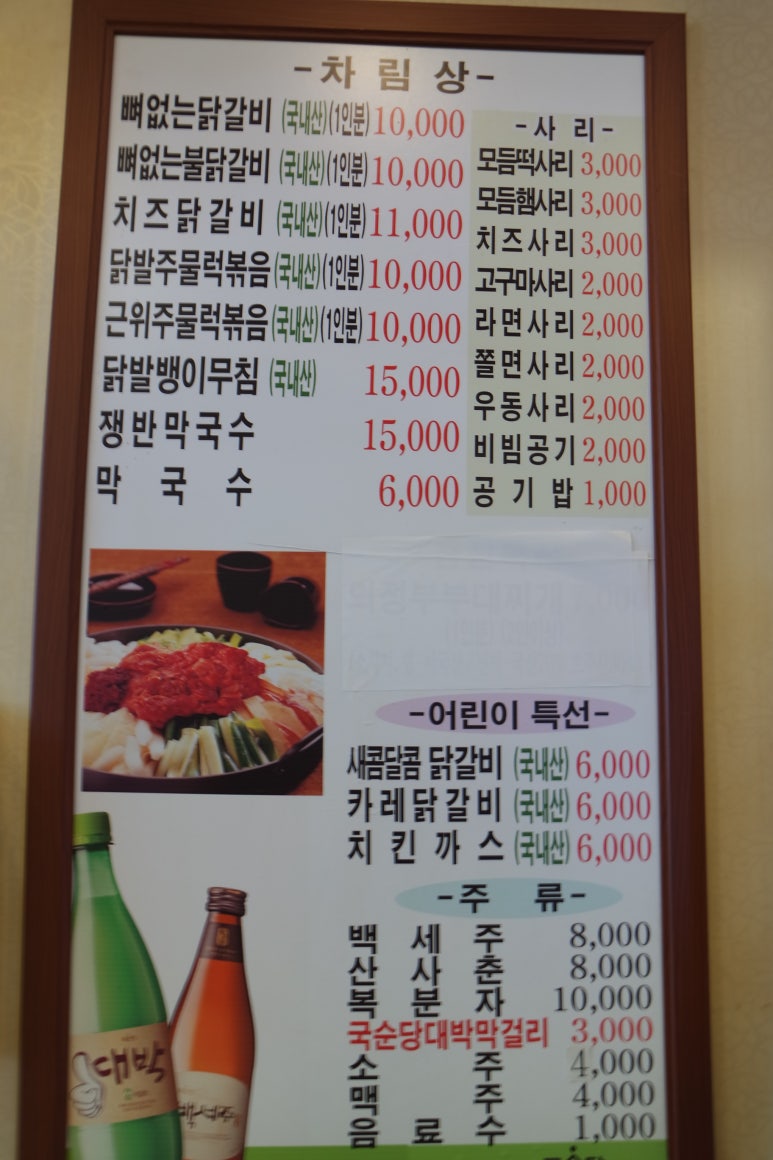 -차림상-
뼈없는닭갈비 (국내산)(1인분) 10,000
뼈없는불닭갈비 (국내산)(1인분) 10,000
치즈닭갈비 (국내산)(1인분) 11,000
닭발주물럭볶음 (국내산)(1인분) 10,000
근위주물럭볶음 (국내산)(1인분) 10,000
닭발뱅이무침 (국내산) 15,000
쟁반막국수 15,000
막국수 6,000
-사리-
모듬떡사리 3,000
모듬햄사리 3,000
치즈사리 3,000
고구마사리 2,000
라면사리 2,000
쫄면사리 2,000
우동사리 2,000
비빔공기 2,000
공기밥 1,000
-어린이 특선-
새콤달콤 닭갈비 (국내산) 6,000
카레닭갈비 (국내산) 6,000
치킨까스 (국내산) 6,000
-주류-
백세주 8,000
산사춘 8,000
복분자 10,000
국순당대박막걸리 3,000
소주 4,000
맥주 4,000
음료수 1,000
대박
백세주